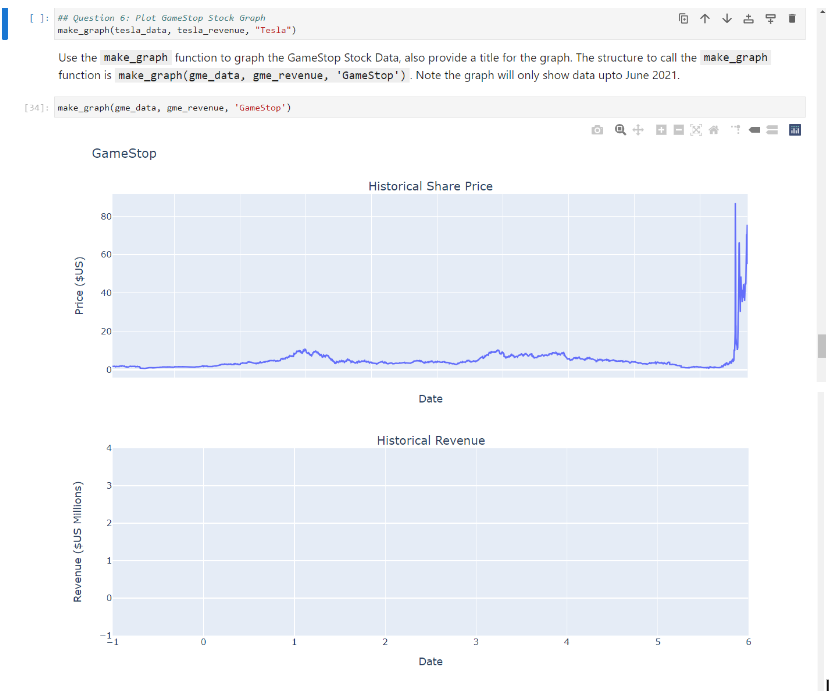 [ ]: ## Question 6: Plot GameStop Stock Graph
make_graph(tesla_data, tesla_revenue, "Tesla")
Use the make_graph function to graph the GameStop Stock Data, also provide a title for the graph. The structure to call the make_graph
function is make_graph(gme_data, gme_revenue, 'GameStop'). Note the graph will only show data upto June 2021.
[34]: make_graph(gme_data, gme_revenue, 'GameStop')
GameStop
Historical Share Price
80
60
40
20
0
Price ($US)
Date
Historical Revenue
4
3
2
1
0
−1
Revenue ($US Millions)
−1 0 1 2 3 4 5 6
Date